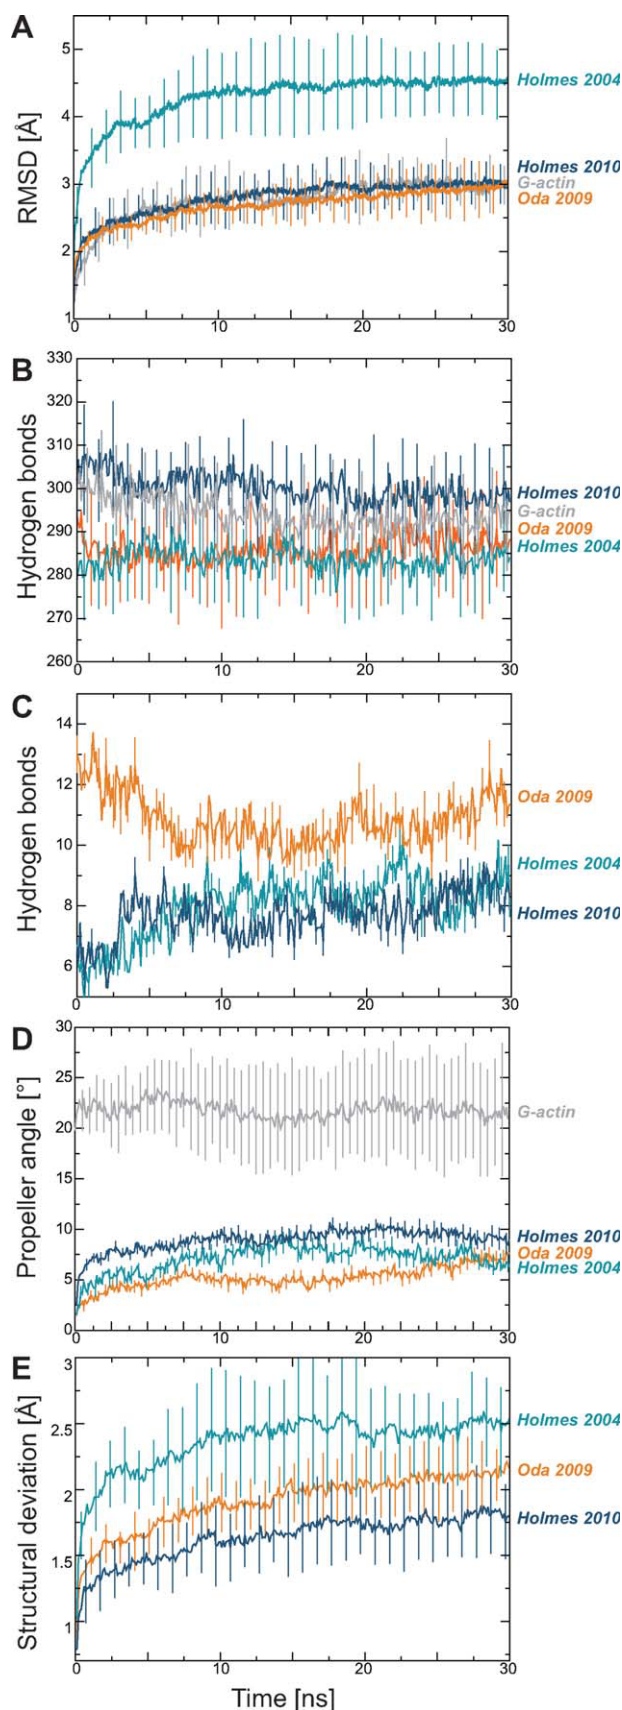 A
RMSD [Å]
5
4
3
2
1
0
10
20
30
Holmes 2004
Holmes 2010
G-actin
Oda 2009
B
Hydrogen bonds
330
320
310
300
290
280
270
260
0
10
20
30
Holmes 2010
G-actin
Oda 2009
Holmes 2004
C
Hydrogen bonds
14
12
10
8
6
0
10
20
30
Oda 2009
Holmes 2004
Holmes 2010
D
Propeller angle [°]
30
25
20
15
10
5
0
0
10
20
30
G-actin
Holmes 2010
Oda 2009
Holmes 2004
E
Structural deviation [Å]
3
2.5
2
1.5
1
0
10
20
30
Holmes 2004
Oda 2009
Holmes 2010
Time [ns]